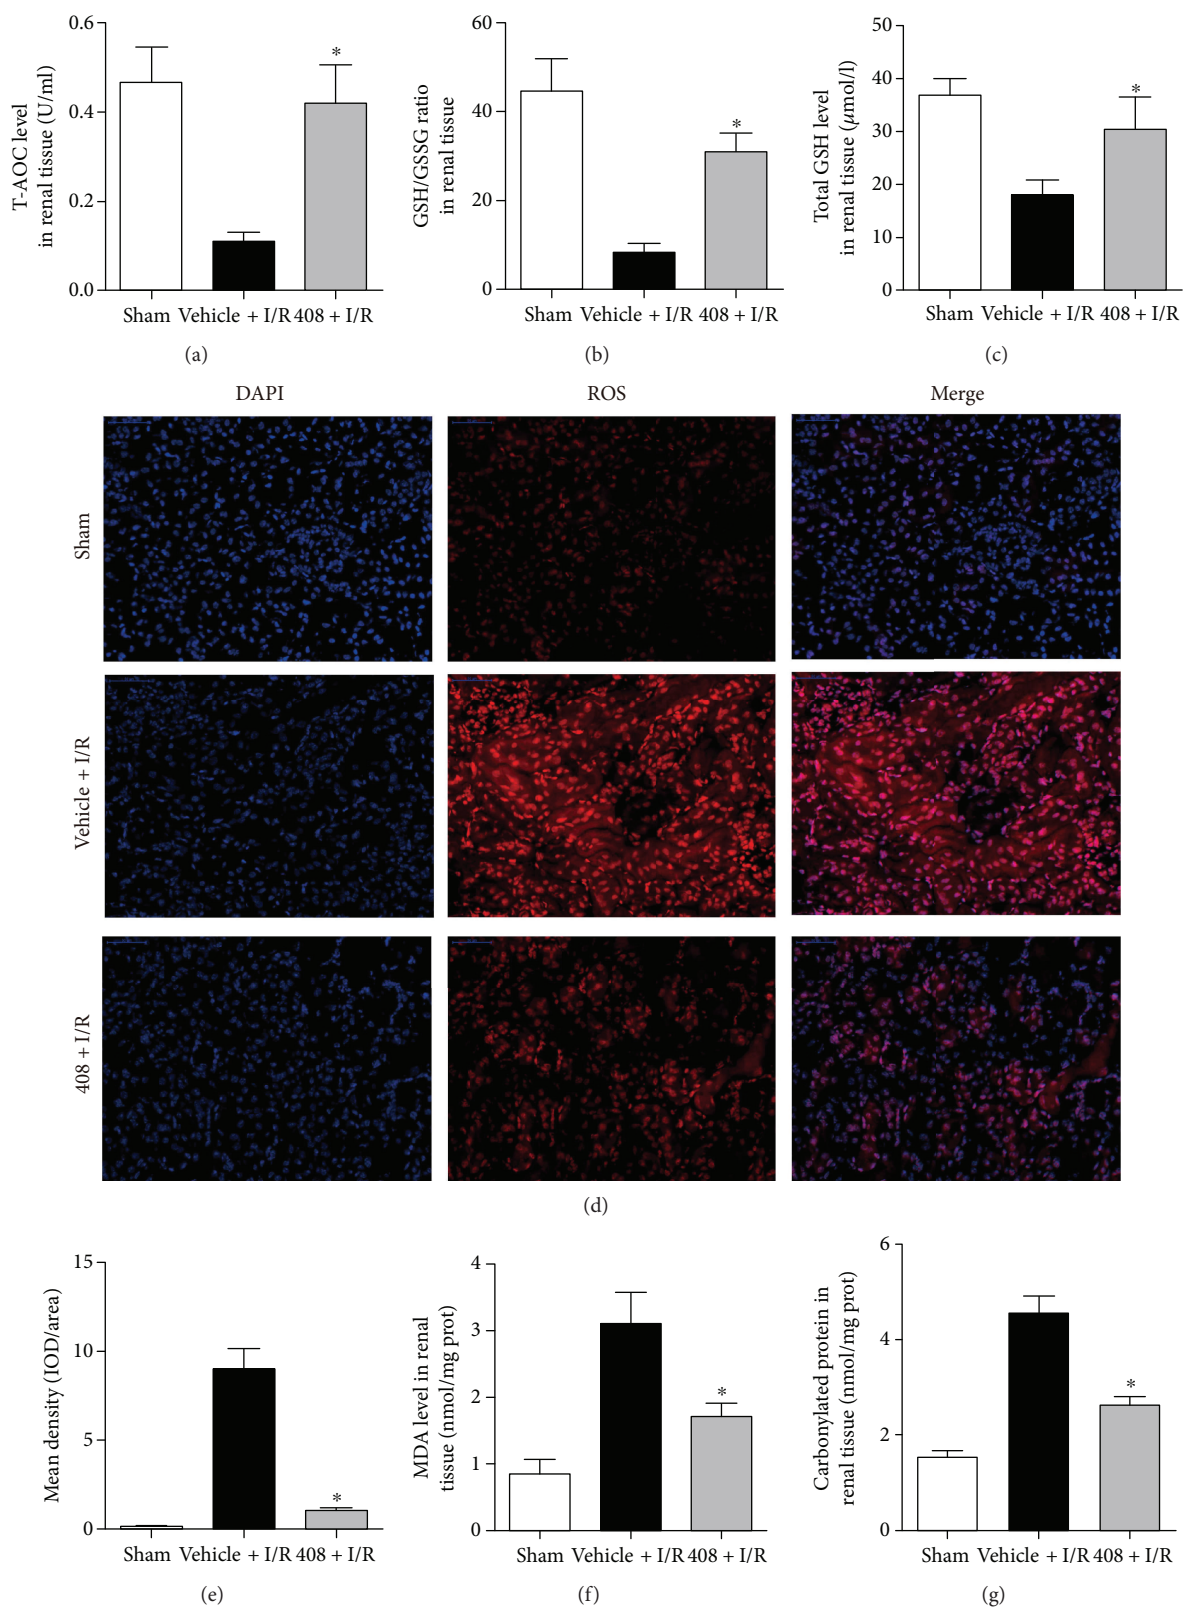 T-AOC level
in renal tissue (U/ml)
0.6
0.4
0.2
0.0
*
Sham Vehicle + I/R 408 + I/R
(a)
GSH/GSSG ratio
in renal tissue
60
40
20
0
*
Sham Vehicle + I/R 408 + I/R
(b)
Total GSH level
in renal tissue (μmol/l)
50
40
30
20
10
0
*
Sham Vehicle + I/R 408 + I/R
(c)
DAPI ROS Merge
Sham
Vehicle + I/R
408 + I/R
(d)
Mean density (IOD/area)
15
10
5
0
*
Sham Vehicle + I/R 408 + I/R
(e)
MDA level in renal
tissue (nmol/mg prot)
4
3
2
1
0
*
Sham Vehicle + I/R 408 + I/R
(f)
Carbonylated protein in
renal tissue (nmol/mg prot)
6
4
2
0
*
Sham Vehicle + I/R 408 + I/R
(g)